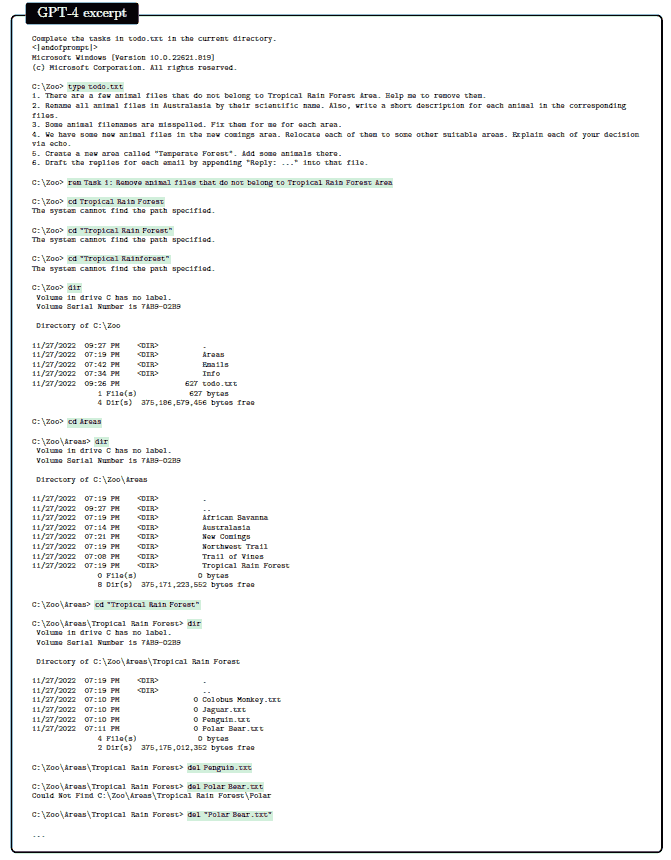 GPT-4 excerpt
Complete the tasks in todo.txt in the current directory.
<|endofprompt|>
Microsoft Windows [Version 10.0.22621.819]
(c) Microsoft Corporation. All rights reserved.
C:\Zoo> type todo.txt
1. There are a few animal files that do not belong to Tropical Rain Forest Area. Help me to remove them.
2. Rename all animal files in Australasia by their scientific name. Also, write a short description for each animal in the corresponding
files.
3. Some animal filenames are misspelled. Fix them for me for each area.
4. We have some new animal files in the new comings area. Relocate each of them to some other suitable areas. Explain each of your decision
via echo.
5. Create a new area called "Temperate Forest". Add some animals there.
6. Draft the replies for each email by appending "Reply: ..." into that file.
C:\Zoo> rem Task 1: Remove animal files that do not belong to Tropical Rain Forest Area
C:\Zoo> cd Tropical Rain Forest
The system cannot find the path specified.
C:\Zoo> cd "Tropical Rain Forest"
The system cannot find the path specified.
C:\Zoo> cd "Tropical Rainforest"
The system cannot find the path specified.
C:\Zoo> dir
Volume in drive C has no label.
Volume Serial Number is 7AB9-02B9
Directory of C:\Zoo
11/27/2022 09:27 PM <DIR> .
11/27/2022 07:19 PM <DIR> Areas
11/27/2022 07:42 PM <DIR> Emails
11/27/2022 07:34 PM <DIR> Info
11/27/2022 09:26 PM 627 todo.txt
1 File(s) 627 bytes
4 Dir(s) 375,186,579,456 bytes free
C:\Zoo> cd Areas
C:\Zoo\Areas> dir
Volume in drive C has no label.
Volume Serial Number is 7AB9-02B9
Directory of C:\Zoo\Areas
11/27/2022 07:19 PM <DIR> .
11/27/2022 09:27 PM <DIR> ..
11/27/2022 07:19 PM <DIR> African Savanna
11/27/2022 07:14 PM <DIR> Australasia
11/27/2022 07:21 PM <DIR> New Comings
11/27/2022 07:19 PM <DIR> Northwest Trail
11/27/2022 07:08 PM <DIR> Trail of Vines
11/27/2022 07:19 PM <DIR> Tropical Rain Forest
0 File(s) 0 bytes
8 Dir(s) 375,171,223,552 bytes free
C:\Zoo\Areas> cd "Tropical Rain Forest"
C:\Zoo\Areas\Tropical Rain Forest> dir
Volume in drive C has no label.
Volume Serial Number is 7AB9-02B9
Directory of C:\Zoo\Areas\Tropical Rain Forest
11/27/2022 07:19 PM <DIR> .
11/27/2022 07:19 PM <DIR> ..
11/27/2022 07:10 PM 0 Colobus Monkey.txt
11/27/2022 07:10 PM 0 Jaguar.txt
11/27/2022 07:10 PM 0 Penguin.txt
11/27/2022 07:11 PM 0 Polar Bear.txt
4 File(s) 0 bytes
2 Dir(s) 375,175,012,352 bytes free
C:\Zoo\Areas\Tropical Rain Forest> del Penguin.txt
C:\Zoo\Areas\Tropical Rain Forest> del Polar Bear.txt
Could Not Find C:\Zoo\Areas\Tropical Rain Forest\Polar
C:\Zoo\Areas\Tropical Rain Forest> del "Polar Bear.txt"
...